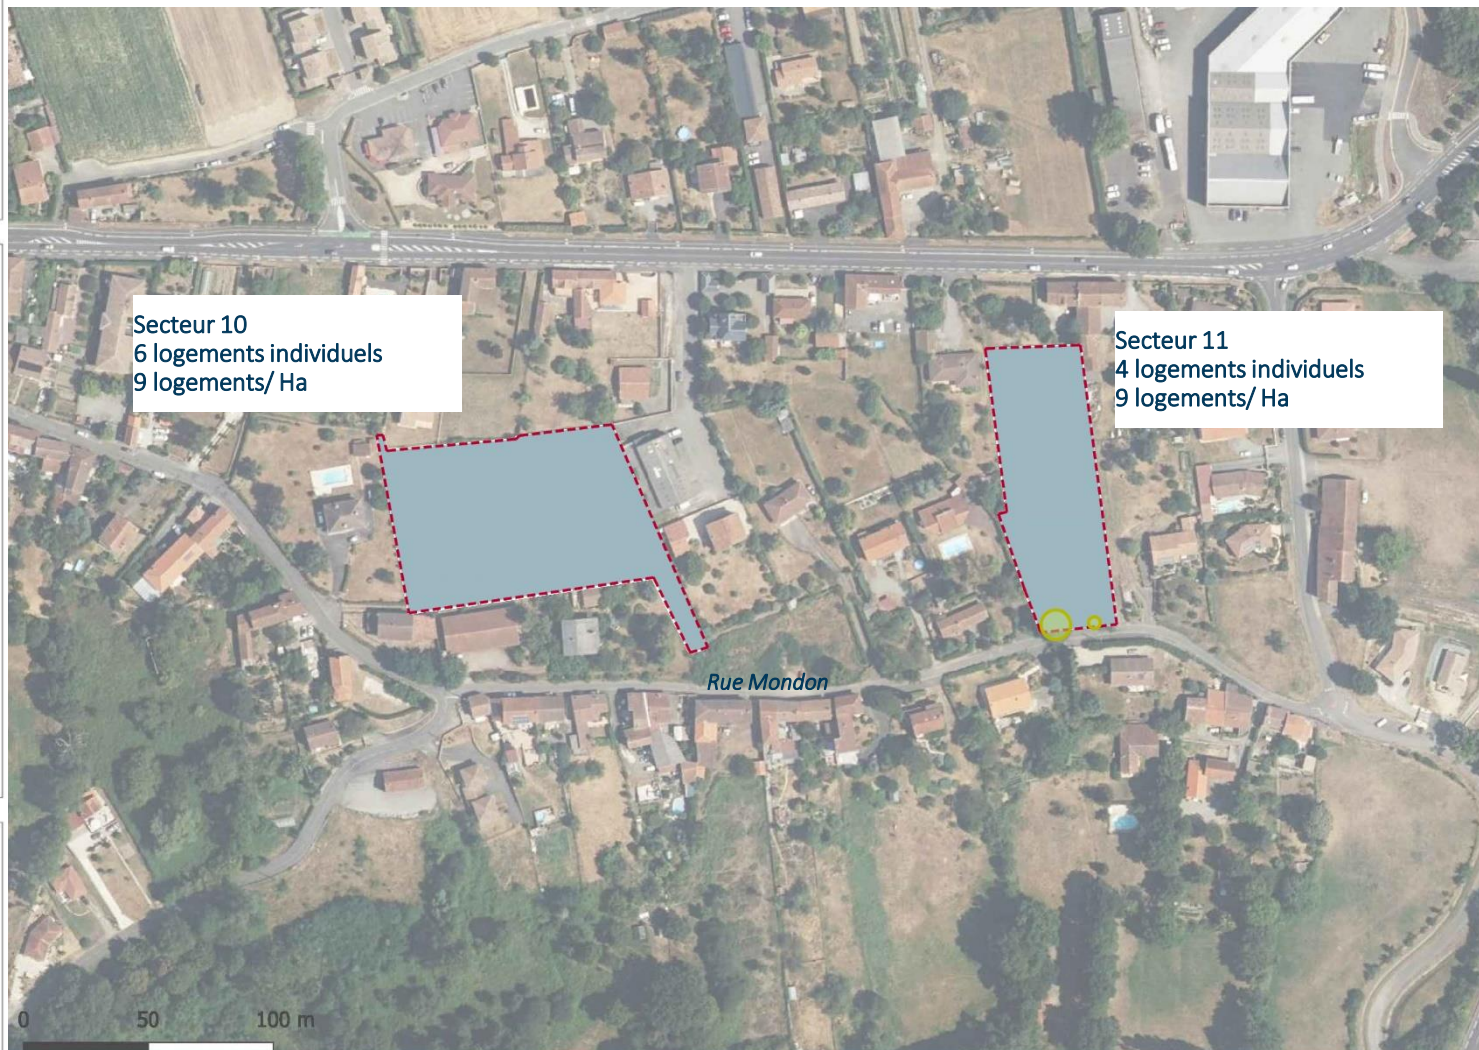 Secteur 10
6 logements individuels
9 logements/ Ha
Secteur 11
4 logements individuels
9 logements/ Ha
Rue Mondon
0 50 100 m